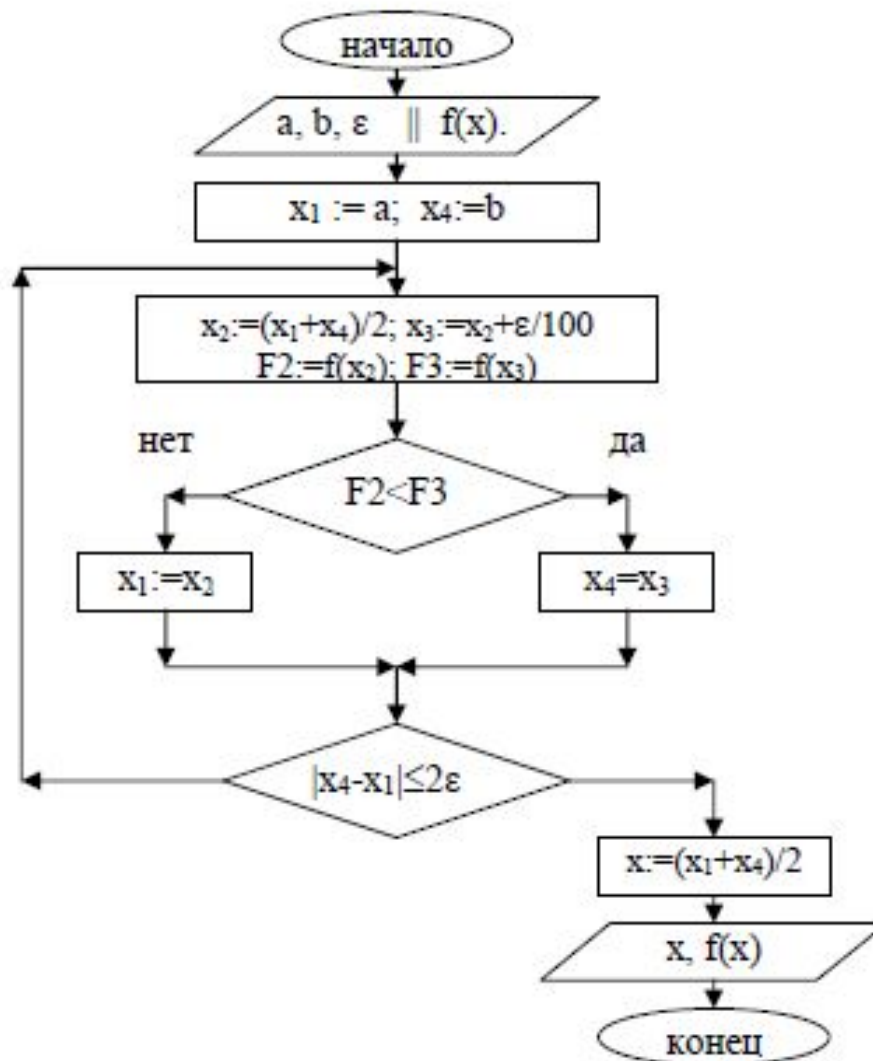 начало
a, b, ε || f(x).
x₁ := a; x₄:=b
x₂:=(x₁+x₄)/2; x₃:=x₂+ε/100
F2:=f(x₂); F3:=f(x₃)
нет
да
F2<F3
x₁:=x₂
x₄=x₃
|x₄-x₁|≤2ε
x:=(x₁+x₄)/2
x, f(x)
конец